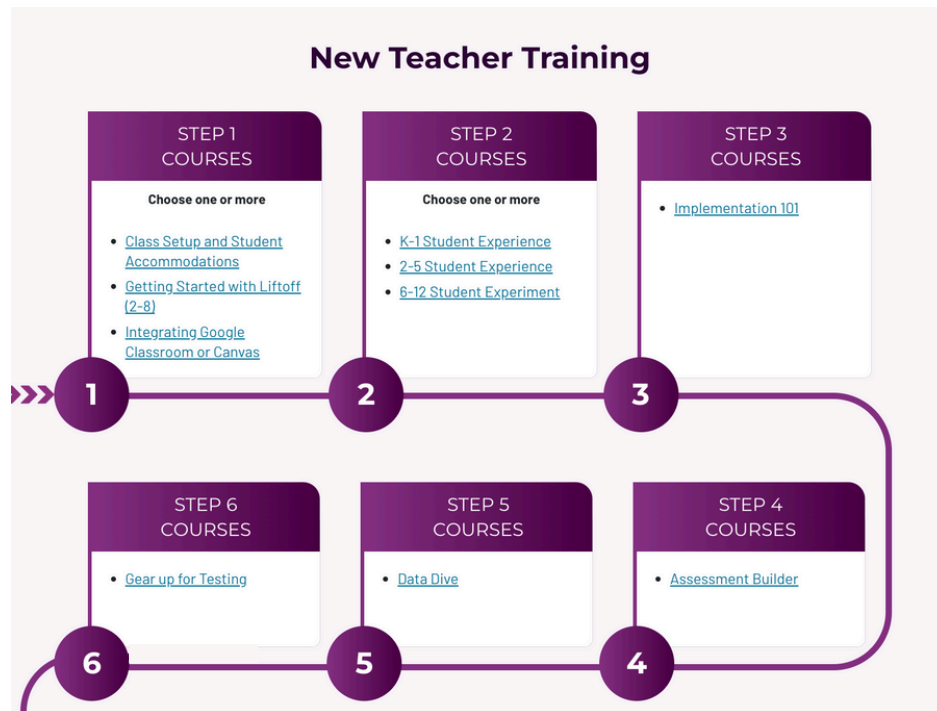 New Teacher Training
STEP 1
COURSES
Choose one or more
Class Setup and Student
Accommodations
Getting Started with Liftoff
(2-8)
Integrating Google
Classroom or Canvas
1
STEP 2
COURSES
Choose one or more
K-1 Student Experience
2-5 Student Experience
6-12 Student Experiment
2
STEP 3
COURSES
Implementation 101
3
STEP 4
COURSES
Assessment Builder
4
STEP 5
COURSES
Data Dive
5
STEP 6
COURSES
Gear up for Testing
6